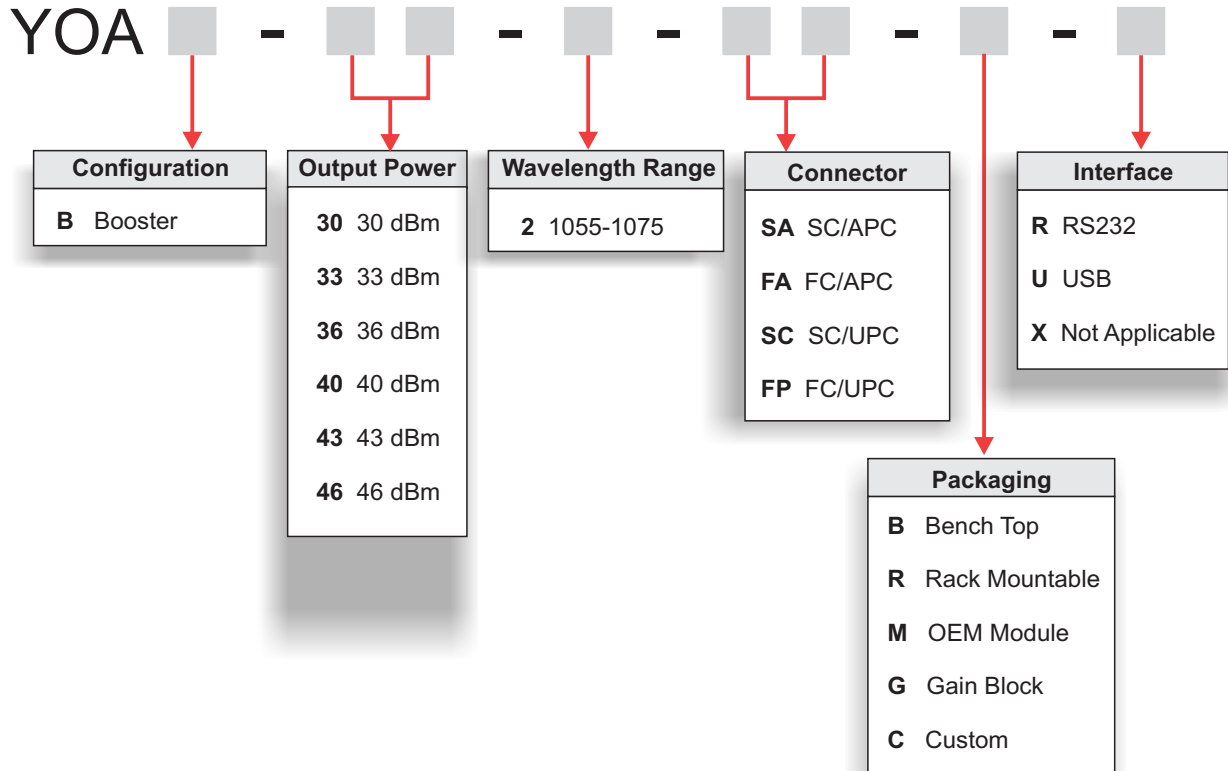 YOA - - - - -
Configuration
B Booster
Output Power
30 30 dBm
33 33 dBm
36 36 dBm
40 40 dBm
43 43 dBm
46 46 dBm
Wavelength Range
2 1055-1075
Connector
SA SC/APC
FA FC/APC
SC SC/UPC
FP FC/UPC
Interface
R RS232
U USB
X Not Applicable
Packaging
B Bench Top
R Rack Mountable
M OEM Module
G Gain Block
C Custom